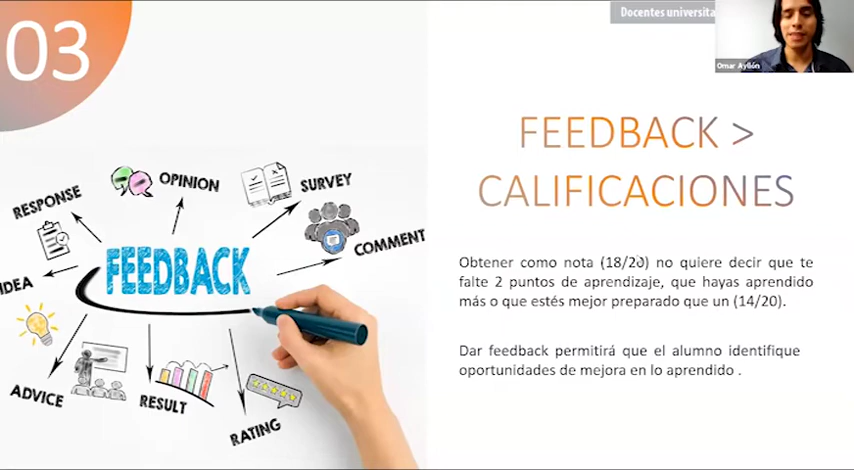 03
Docentes universita
Omar Ayllón
FEEDBACK >
CALIFICACIONES
OPINION
SURVEY
RESPONSE
COMMENT
FEEDBACK
IDEA
ADVICE
RESULT
RATING
Obtener como nota (18/20) no quiere decir que te
falte 2 puntos de aprendizaje, que hayas aprendido
más o que estés mejor preparado que un (14/20).
Dar feedback permitirá que el alumno identifique
oportunidades de mejora en lo aprendido .